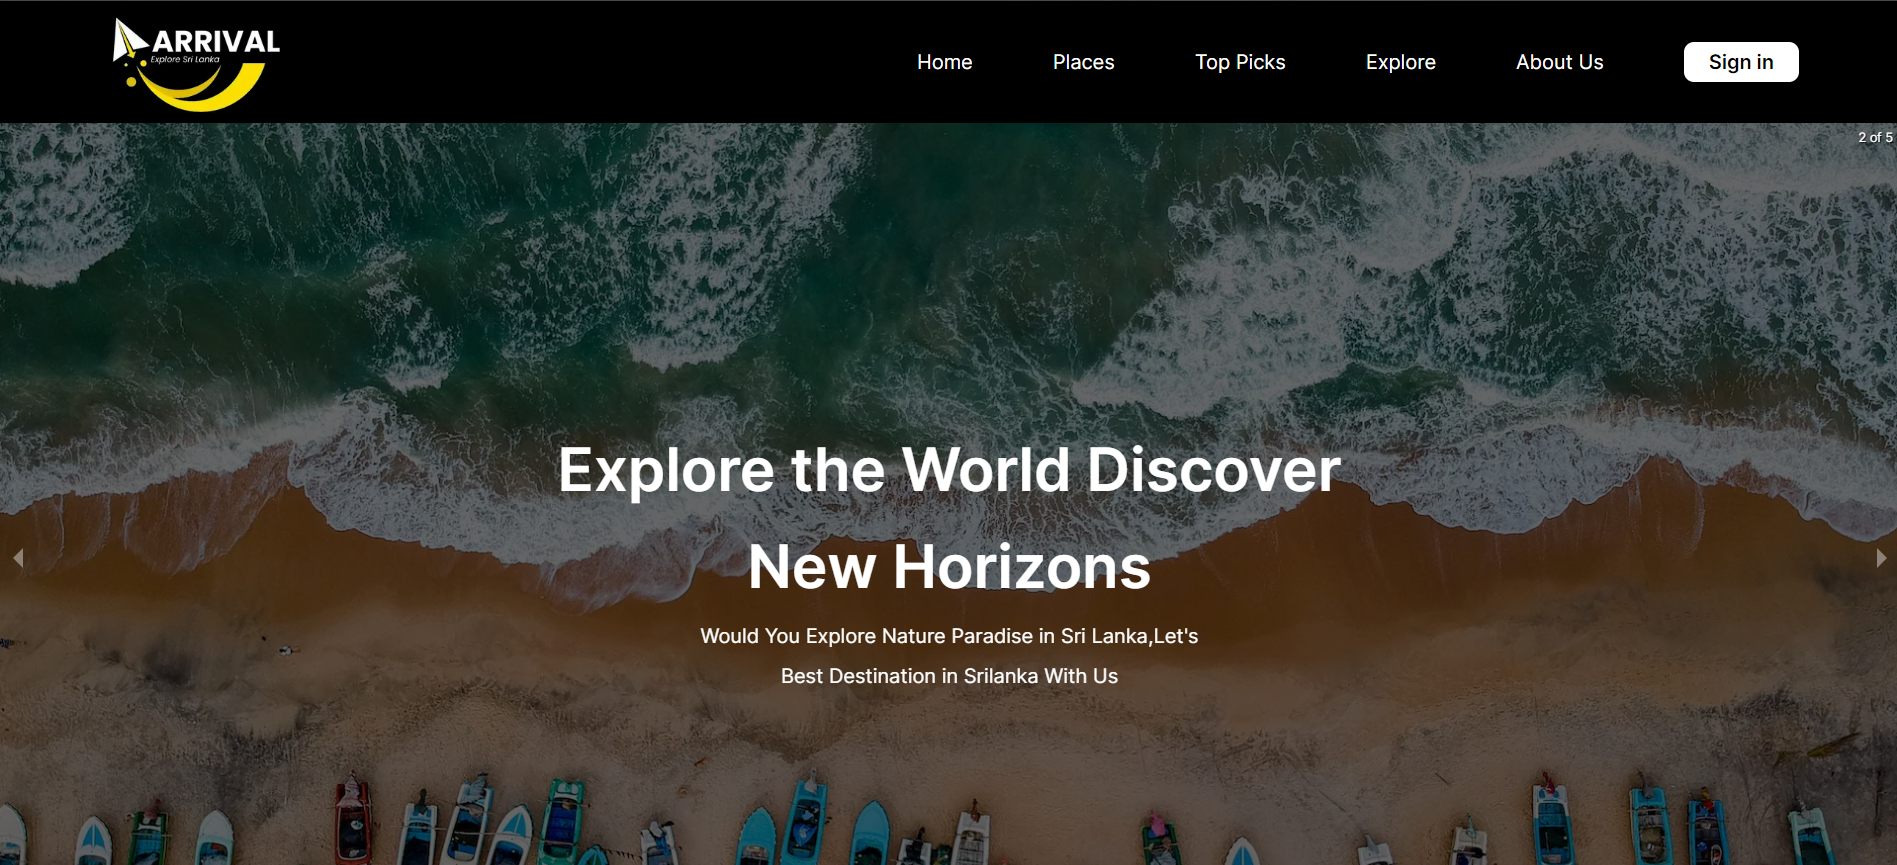 ARRIVAL
Explore Sri Lanka
Home
Places
Top Picks
Explore
About Us
Sign in
2 of 5
Explore the World Discover
New Horizons
Would You Explore Nature Paradise in Sri Lanka,Let's
Best Destination in Srilanka With Us